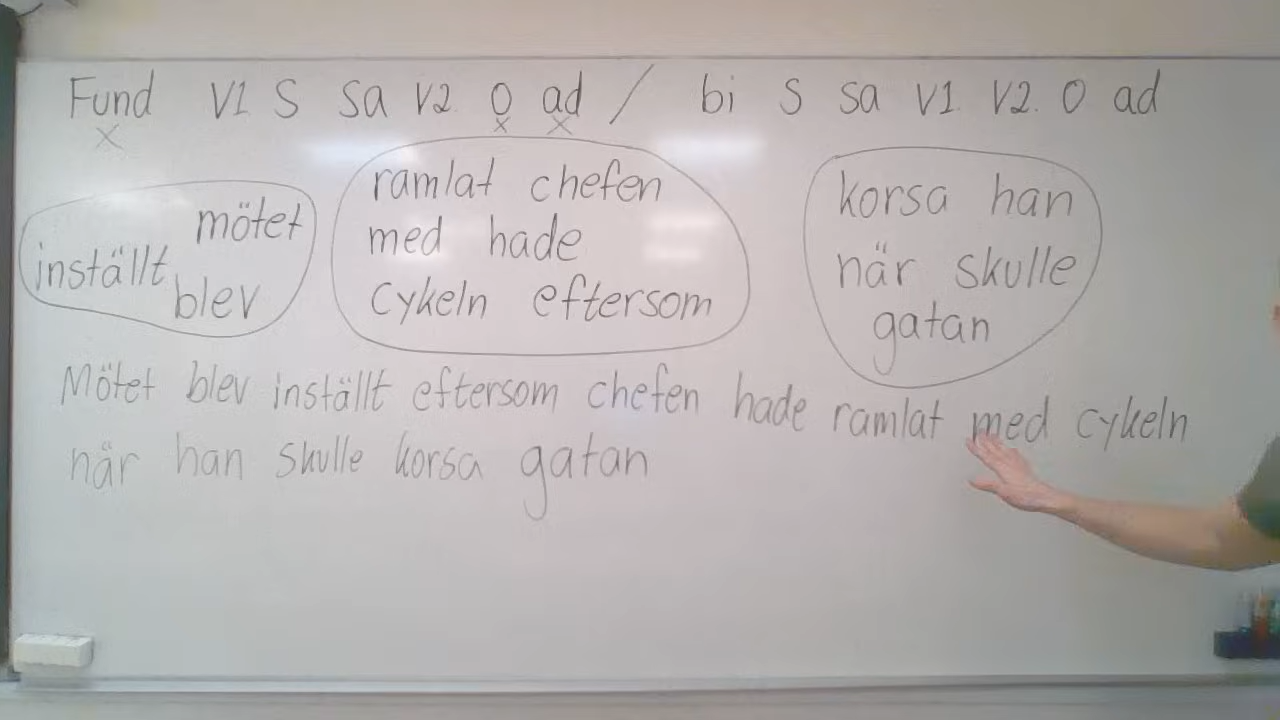 Fund V1 S sa V2. O ad / bi S sa V1. V2. O ad
x x x
mötet
inställt
blev
ramlat chefen
med hade
cykeln eftersom
korsa han
när skulle
gatan
Mötet blev inställt eftersom chefen hade ramlat med cykeln
när han skulle korsa gatan